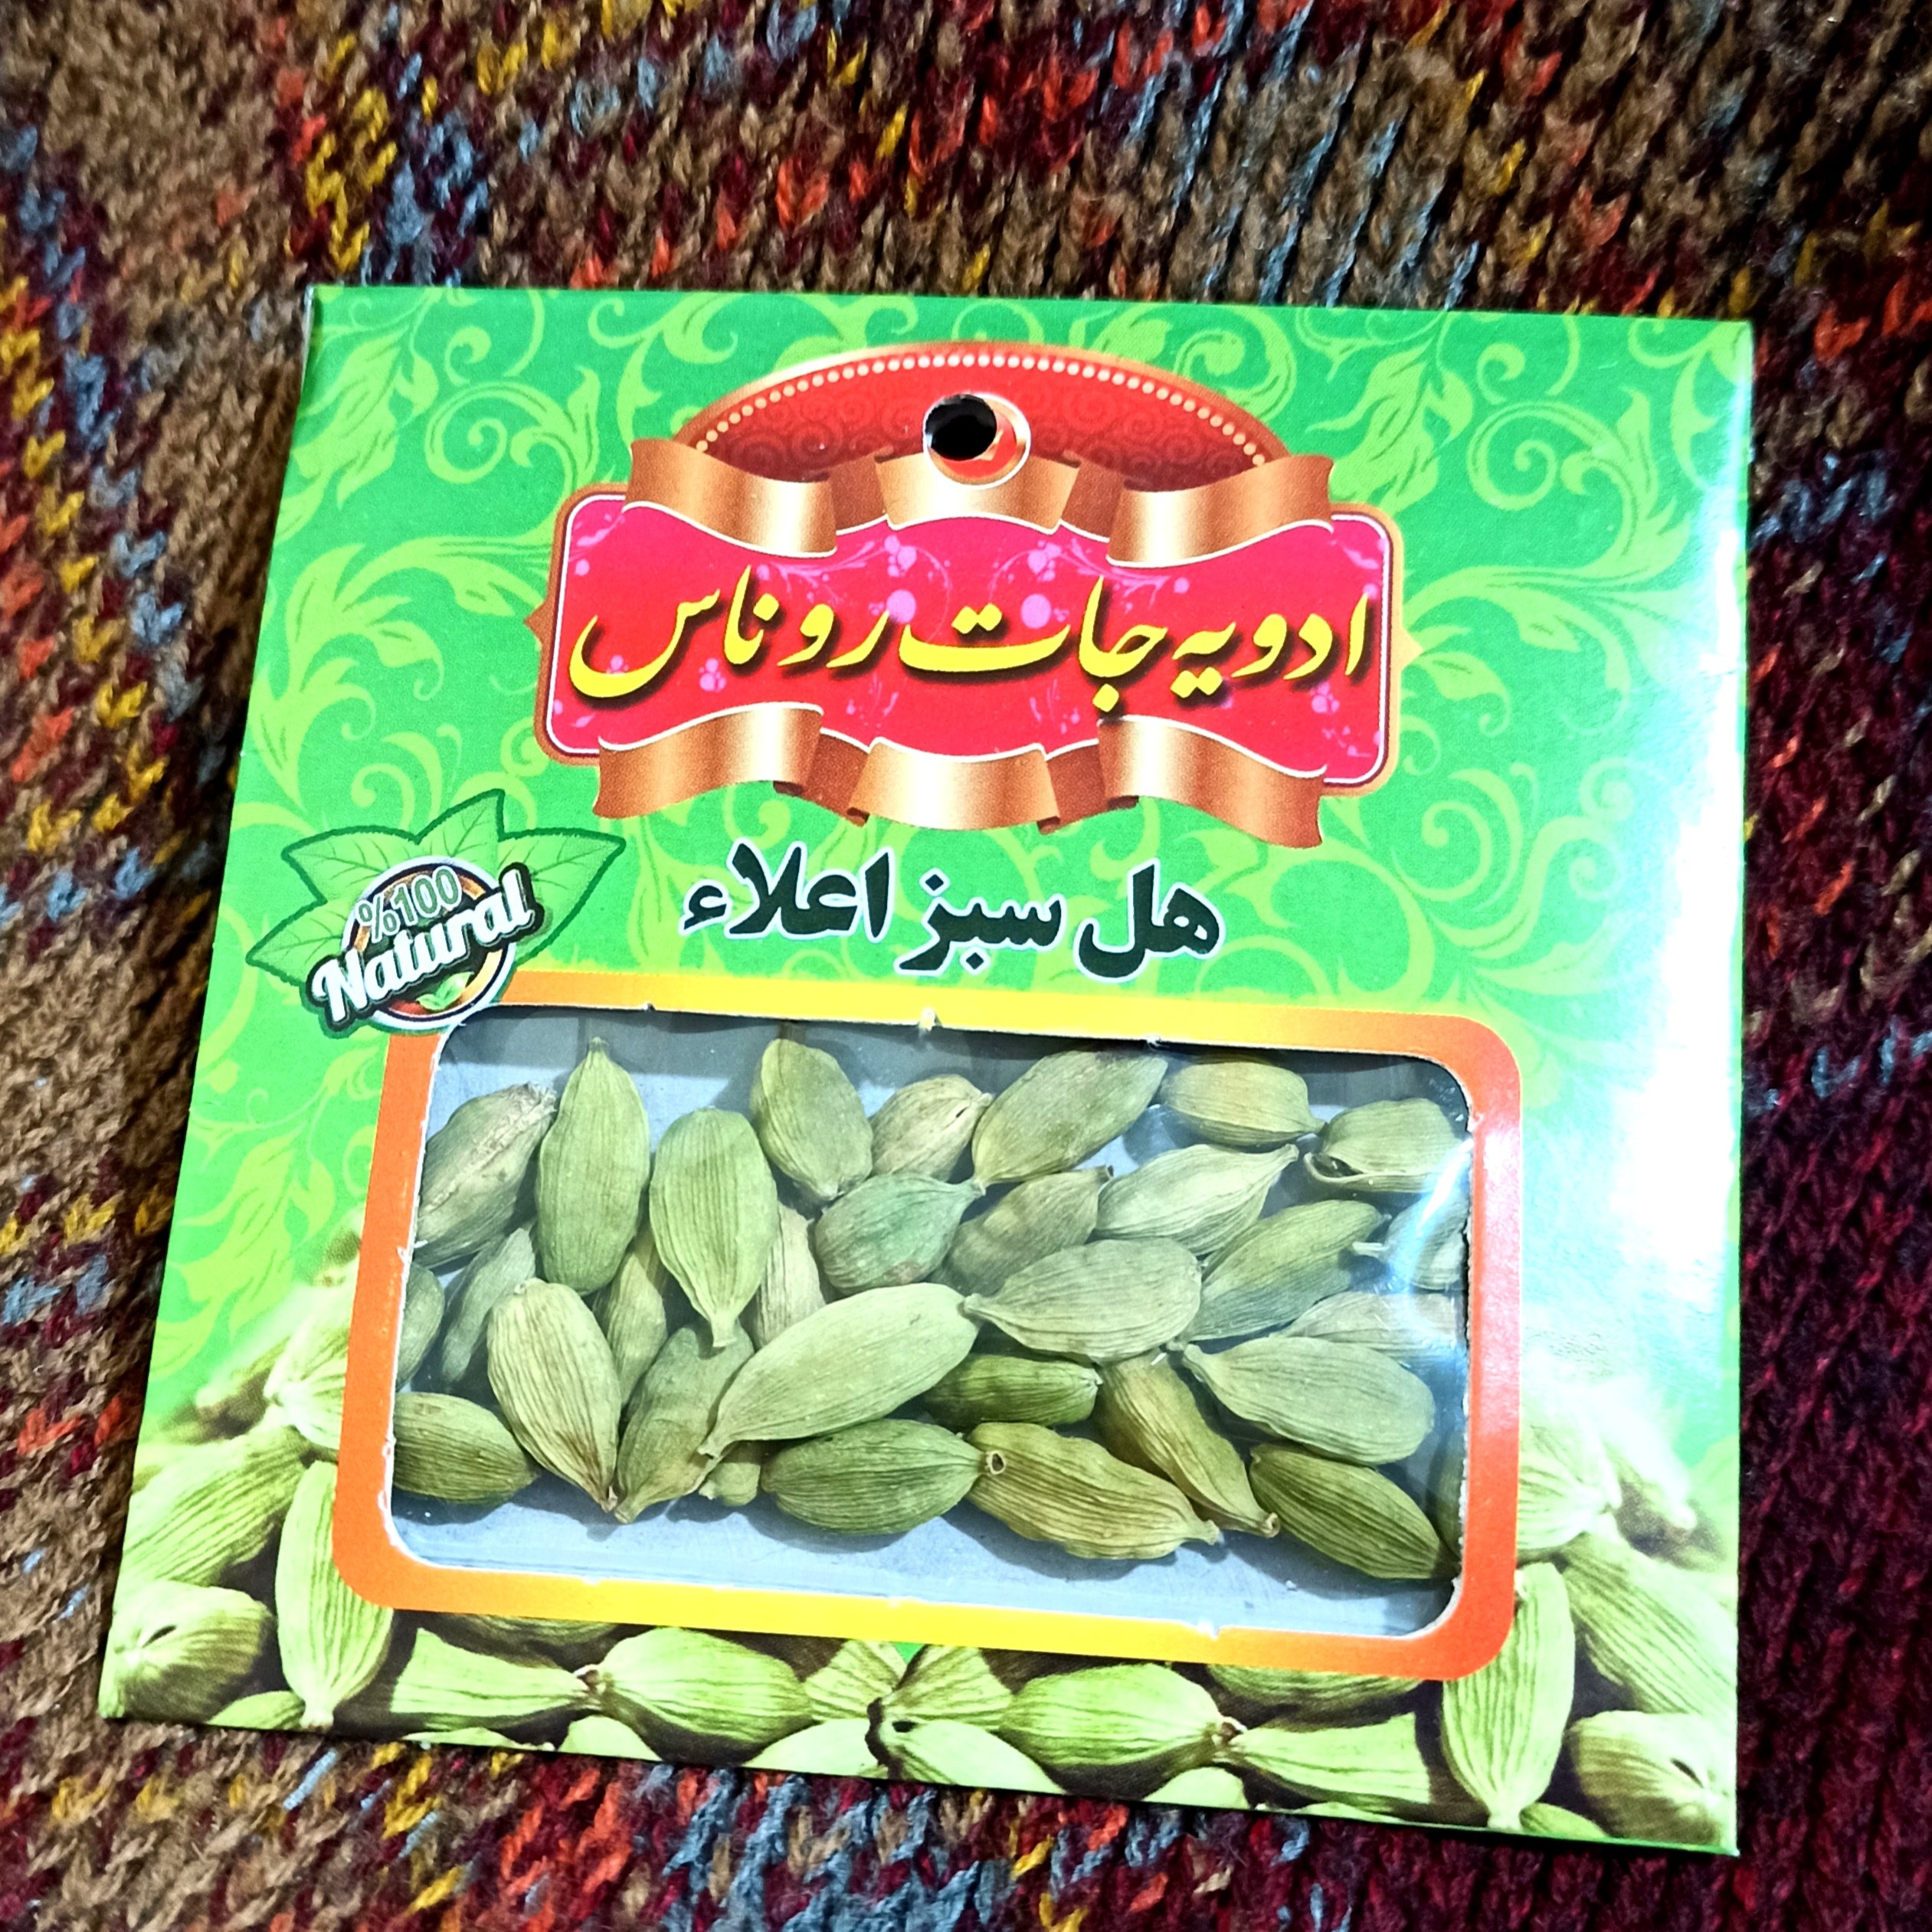 ادویه جات روناس
هل سبز اعلاء
%100
Natural